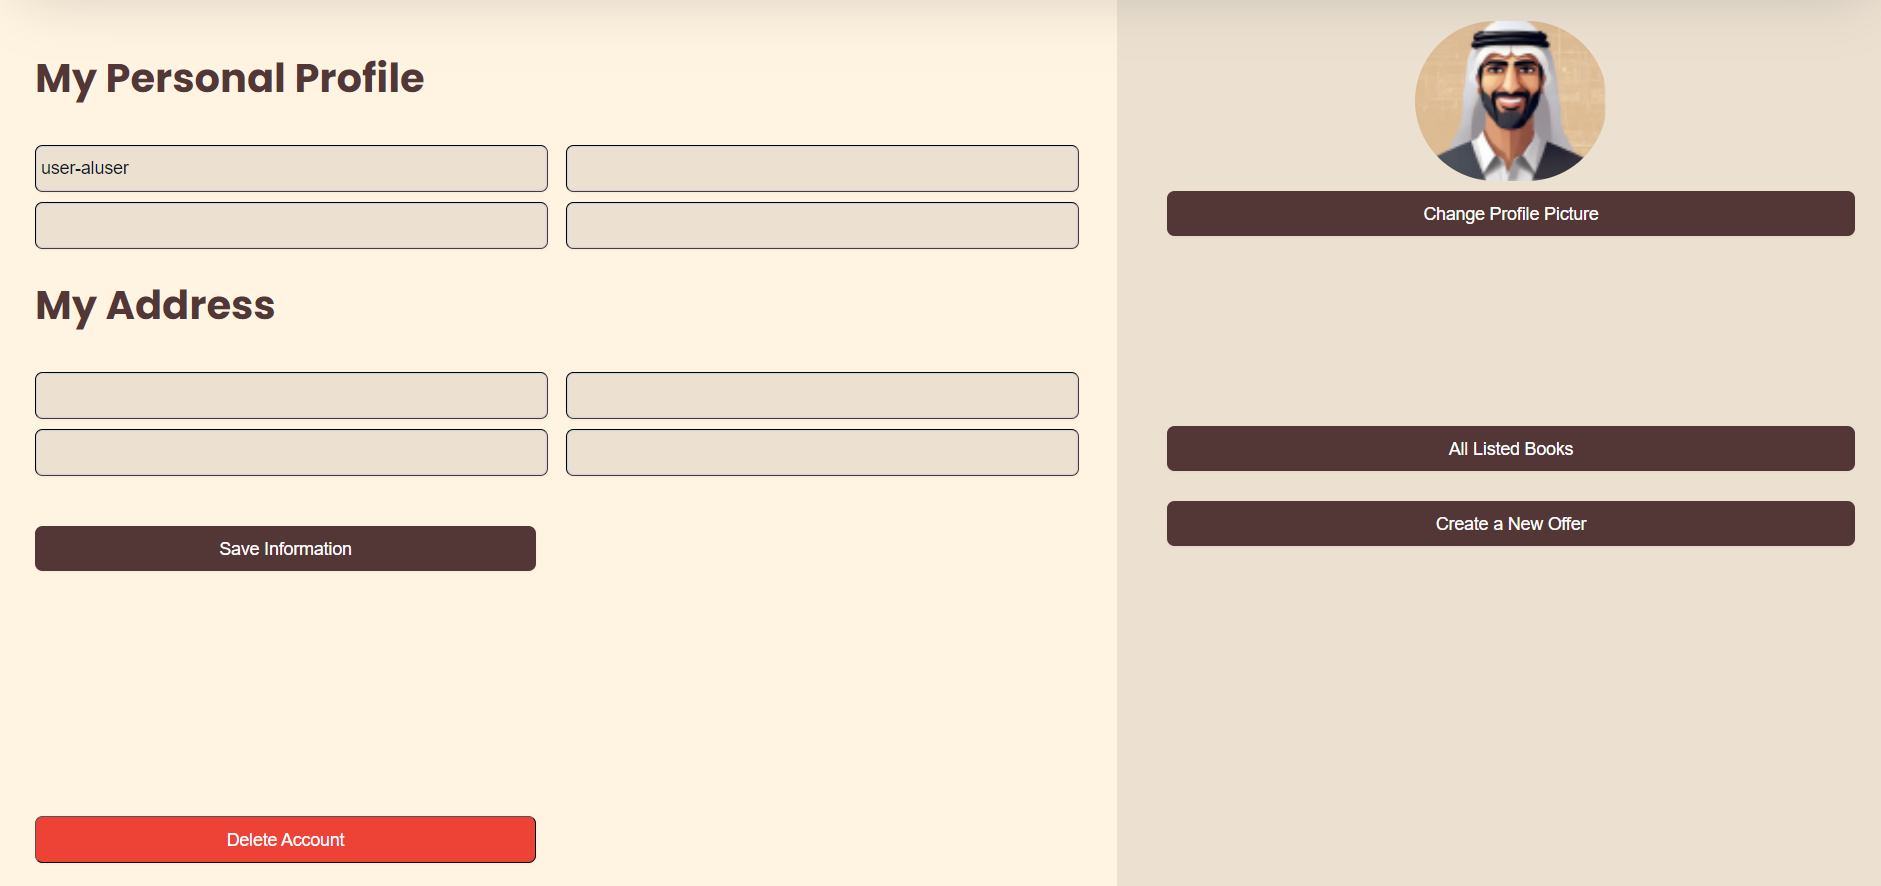 My Personal Profile
user-aluser
My Address
Save Information
Delete Account
Change Profile Picture
All Listed Books
Create a New Offer